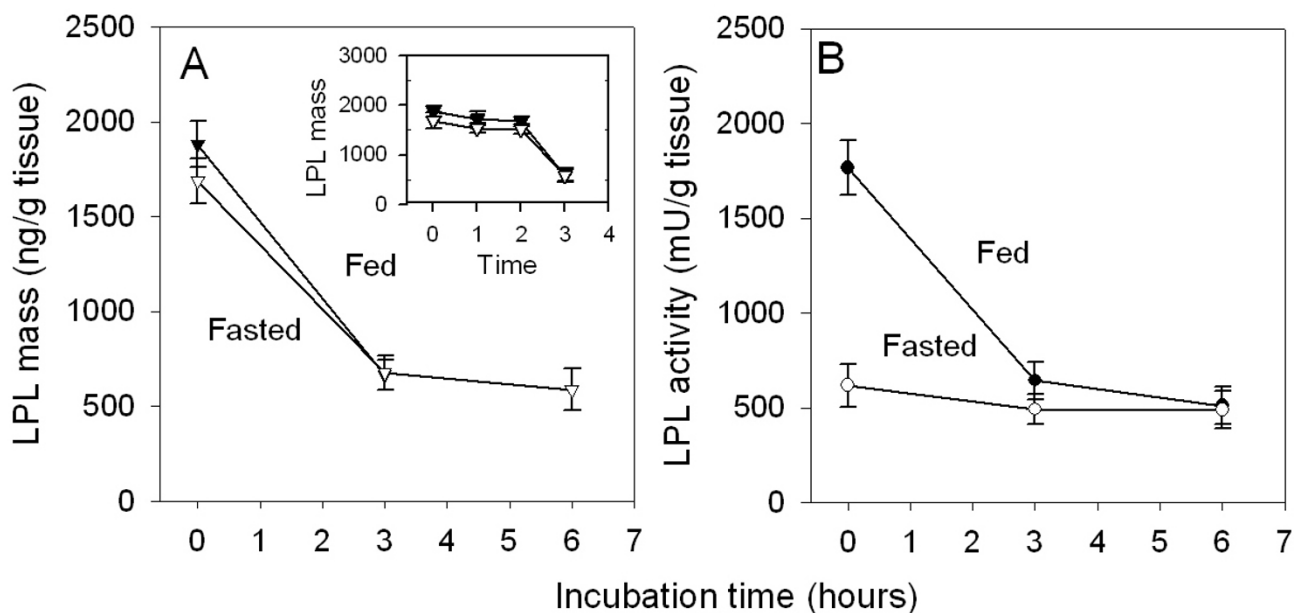 A
LPL mass (ng/g tissue)
2500
2000
1500
1000
500
0
0 1 2 3 4 5 6 7
Fed
Fasted
LPL mass
3000
2000
1000
0
0 1 2 3 4
Time
B
LPL activity (mU/g tissue)
2500
2000
1500
1000
500
0
0 1 2 3 4 5 6 7
Fed
Fasted
Incubation time (hours)